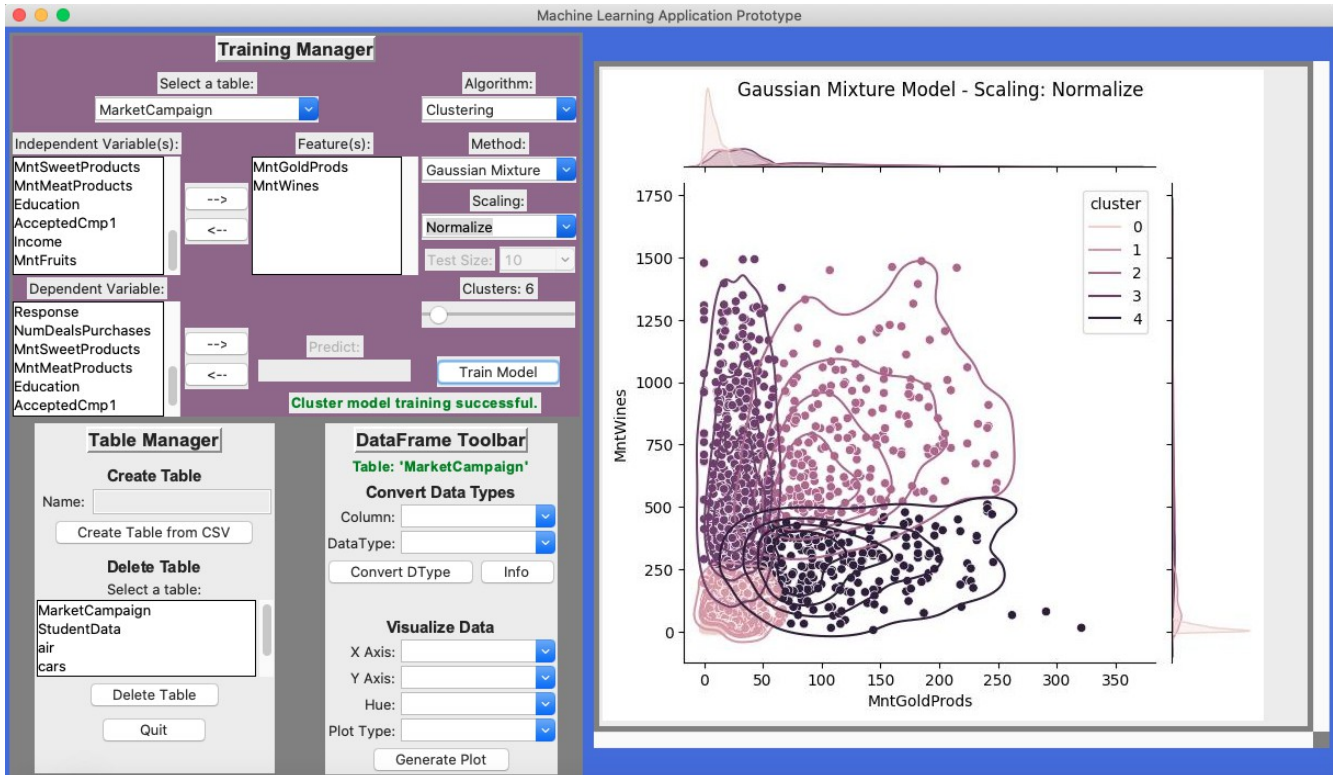 Machine Learning Application Prototype
Training Manager
Select a table:
Algorithm:
MarketCampaign
Clustering
Independent Variable(s):
Feature(s):
Method:
MntSweetProducts
MntMeatProducts
Education
AcceptedCmp1
Income
MntFruits
-->
<--
MntGoldProds
MntWines
Gaussian Mixture
Scaling:
Normalize
Test Size: 10
Dependent Variable:
Clusters: 6
Response
NumDealsPurchases
MntSweetProducts
MntMeatProducts
Education
AcceptedCmp1
-->
<--
Predict:
Train Model
Cluster model training successful.
Table Manager
Create Table
Name:
Create Table from CSV
Delete Table
Select a table:
MarketCampaign
StudentData
air
cars
Delete Table
Quit
DataFrame Toolbar
Table: 'MarketCampaign'
Convert Data Types
Column:
DataType:
Convert DType Info
Visualize Data
X Axis:
Y Axis:
Hue:
Plot Type:
Generate Plot
Gaussian Mixture Model - Scaling: Normalize
1750
1500
1250
1000
750
500
250
0
MntWines
cluster
0
1
2
3
4
0 50 100 150 200 250 300 350
MntGoldProds